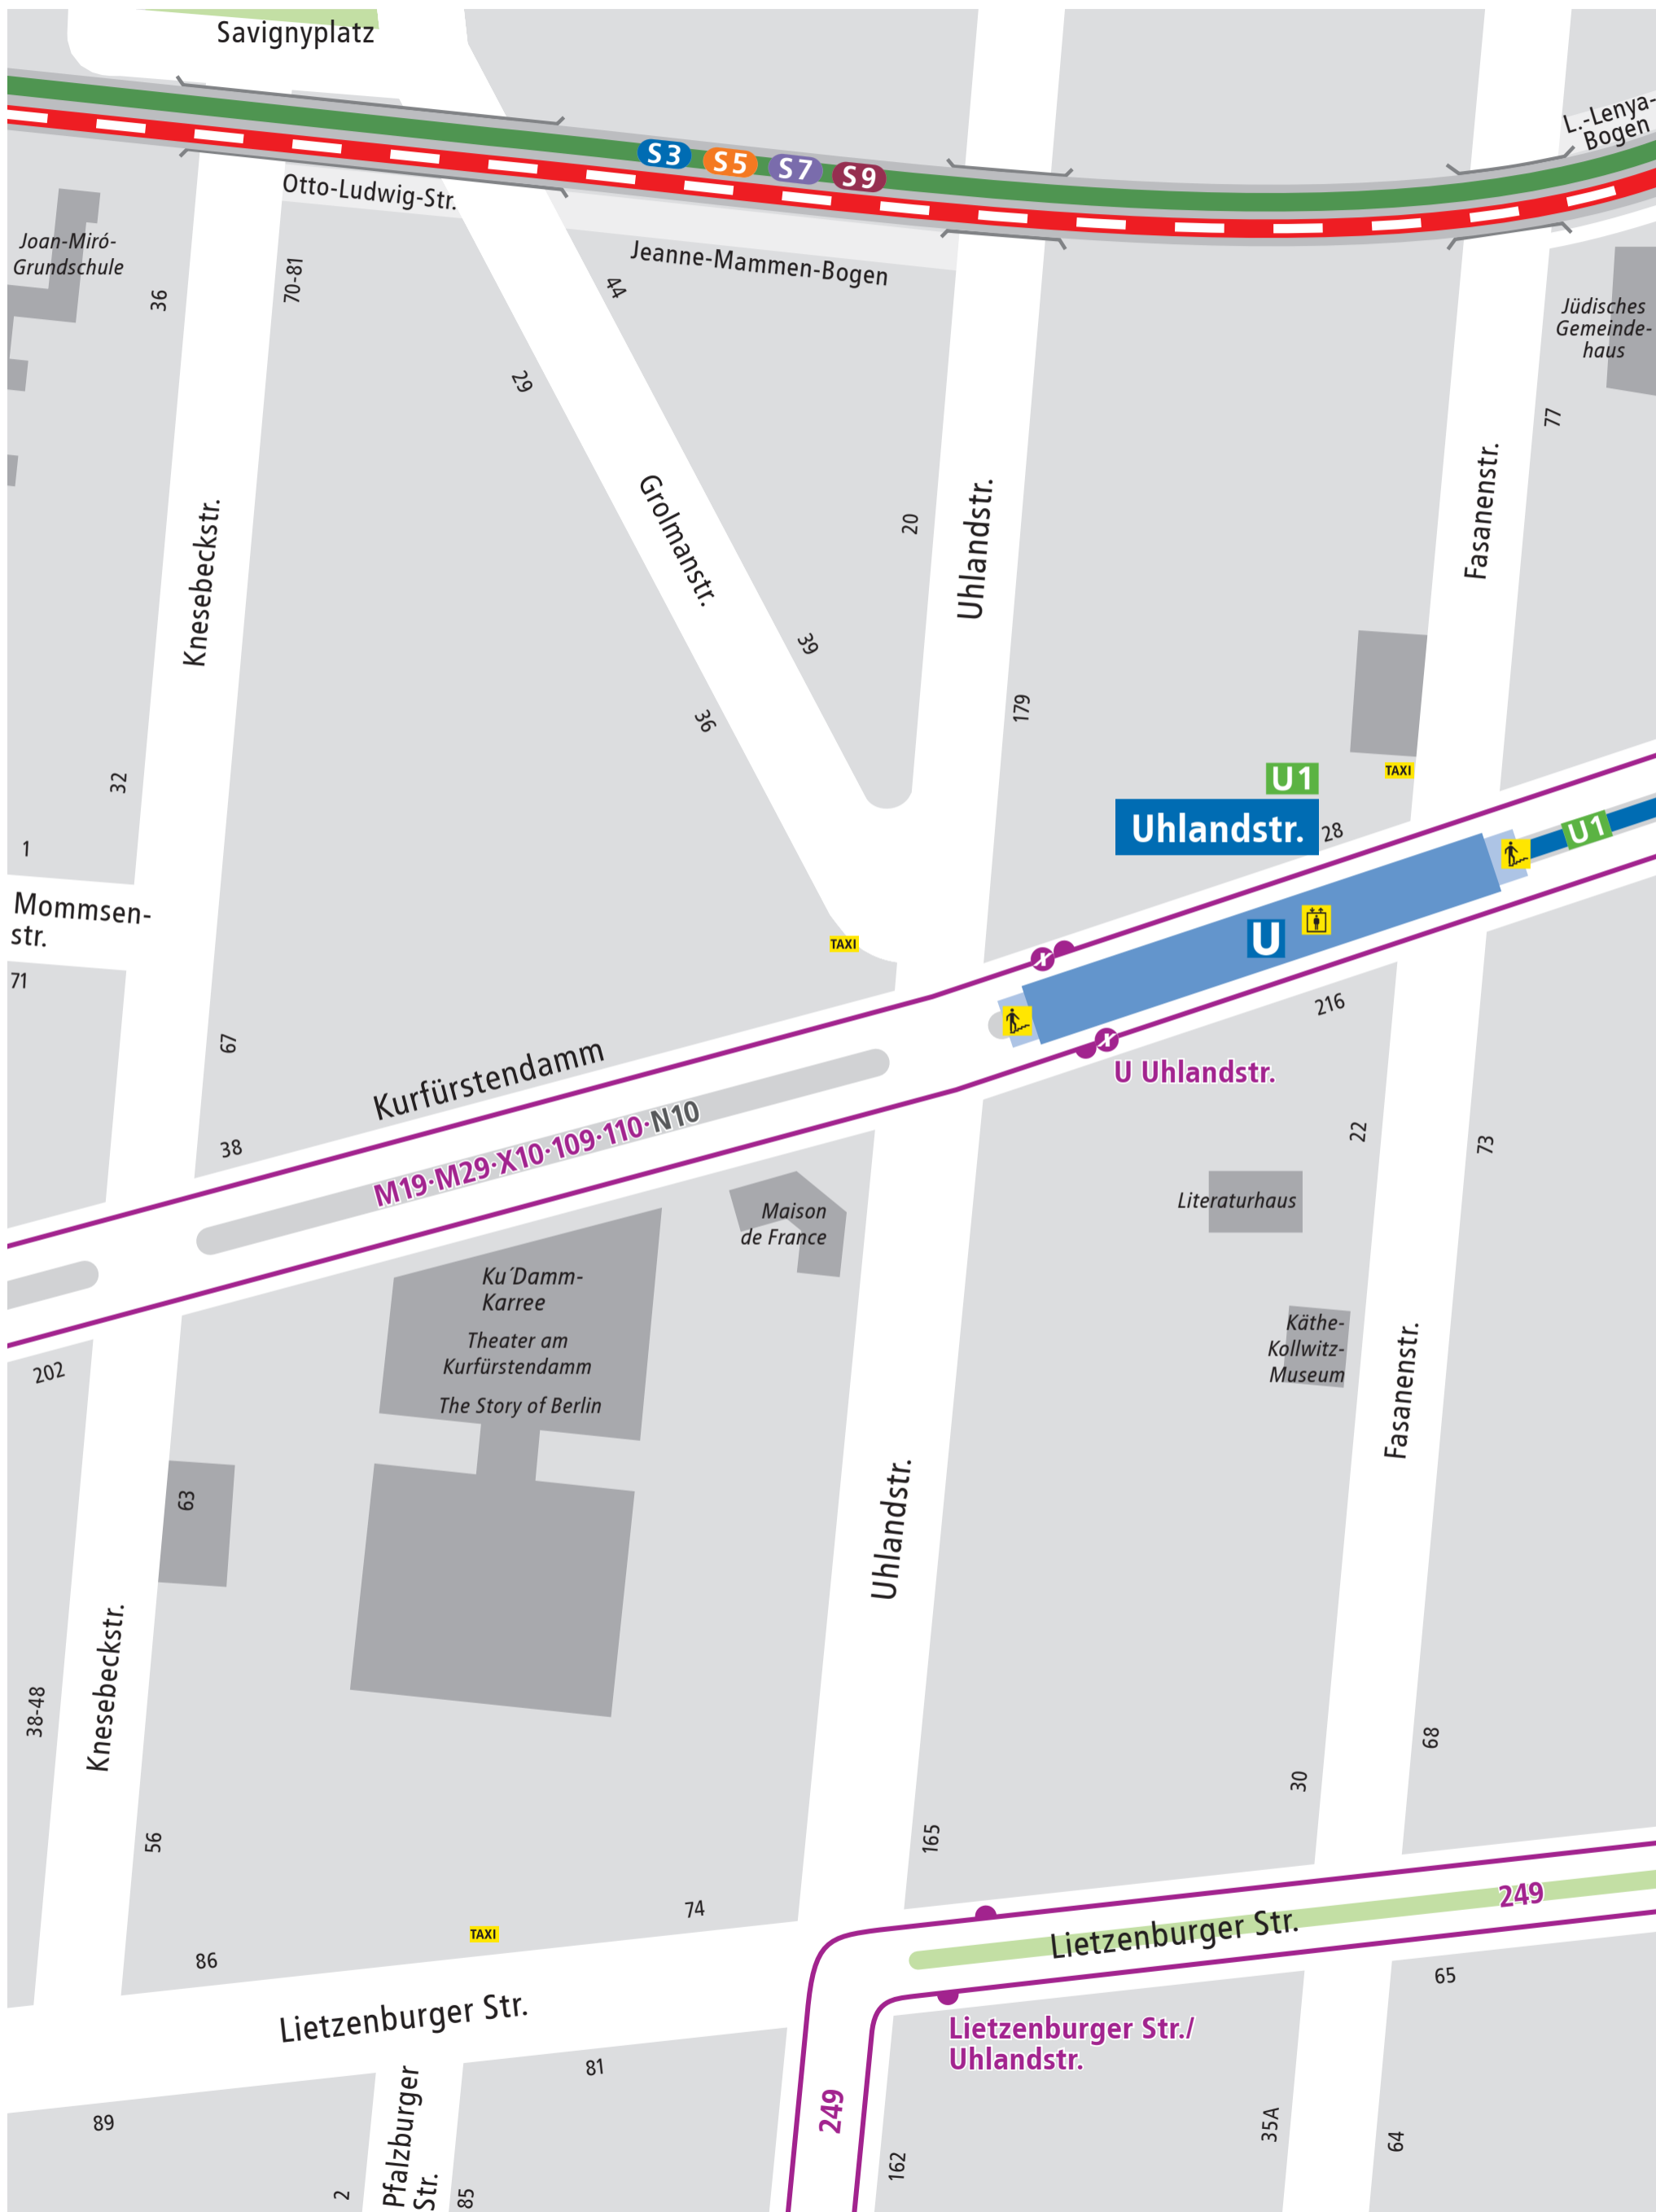 Savignyplatz
L.-Lenya-
Bogen
S3
S5
S7
S9
Otto-Ludwig-Str.
Jeanne-Mammen-Bogen
Joan-Miró-
Grundschule
36
70-81
44
29
Jüdisches
Gemeinde-
haus
77
Knesebeckstr.
Grolmanstr.
20
Uhlandstr.
Fasanenstr.
39
36
179
32
U1
TAXI
Uhlandstr.
28
U1
1
Mommsen-
str.
71
TAXI
r
U
r
216
67
Kurfürstendamm
U Uhlandstr.
38
M19·M29·X10·109·110·N10
22
73
Maison
de France
Literaturhaus
202
Ku´Damm-
Karree
Theater am
Kurfürstendamm
The Story of Berlin
Käthe-
Kollwitz-
Museum
Fasanenstr.
63
Uhlandstr.
38-48
Knesebeckstr.
56
165
68
30
74
TAXI
86
249
Lietzenburger Str.
65
Lietzenburger Str.
Lietzenburger Str./
Uhlandstr.
81
89
249
162
35A
64
2
Pfalzburger
Str.
85